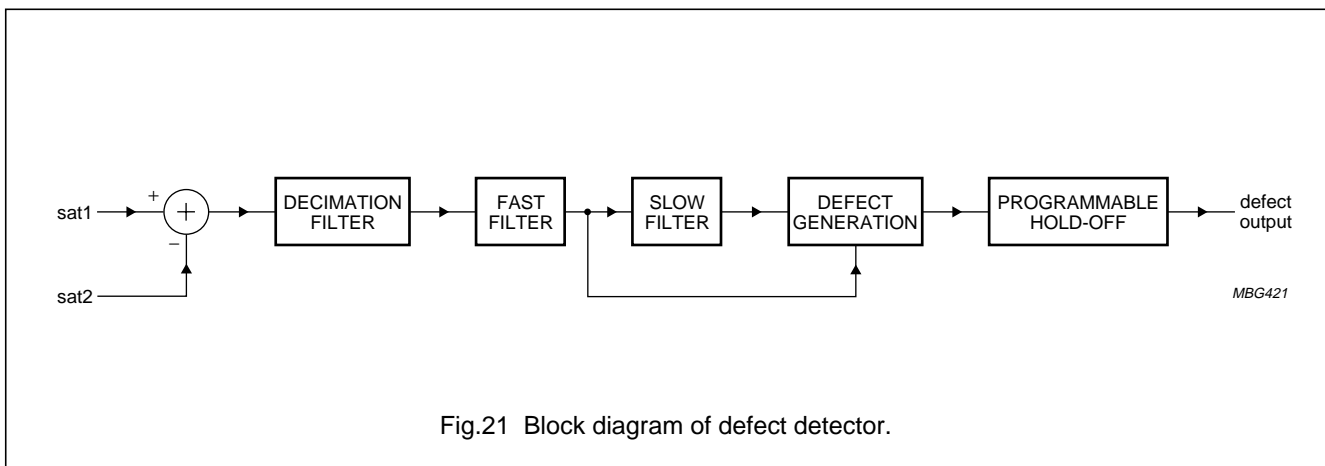 sat1
+
+
−
sat2
DECIMATION
FILTER
FAST
FILTER
SLOW
FILTER
DEFECT
GENERATION
PROGRAMMABLE
HOLD-OFF
defect
output
MBG421
Fig.21 Block diagram of defect detector.